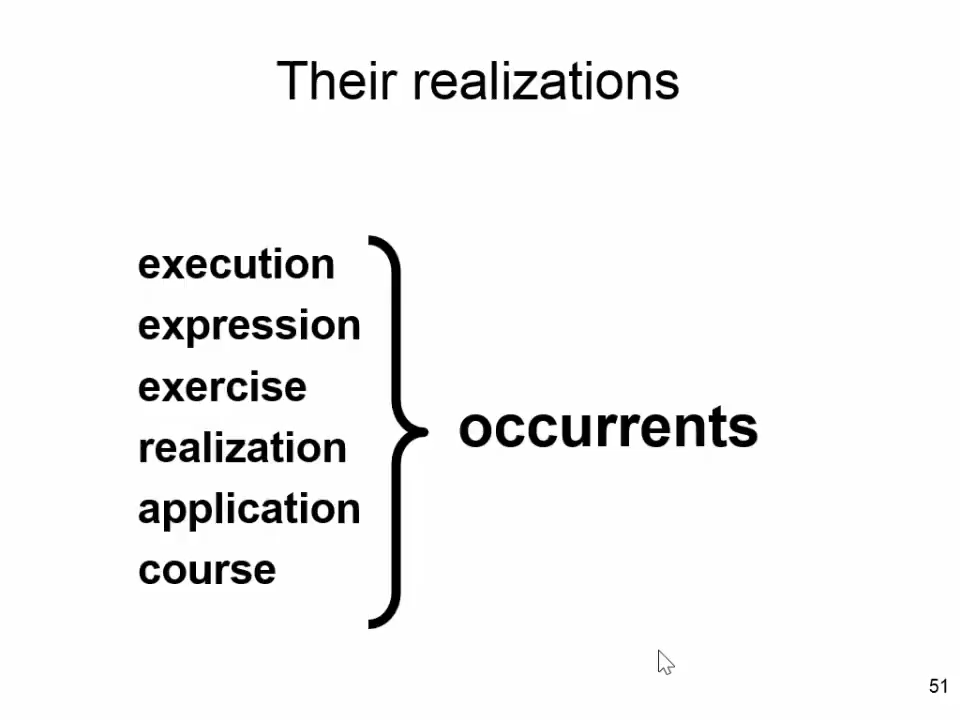 Their realizations
execution
expression
exercise
realization
application
course
occurrents
51